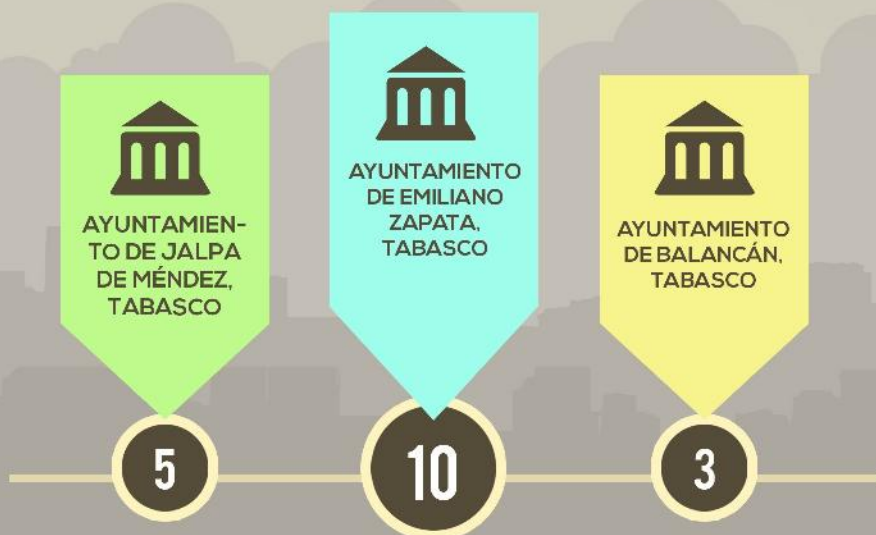 AYUNTAMIEN-
TO DE JALPA
DE MÉNDEZ,
TABASCO
AYUNTAMIENTO
DE EMILIANO
ZAPATA,
TABASCO
AYUNTAMIENTO
DE BALANCÁN,
TABASCO
5
10
3